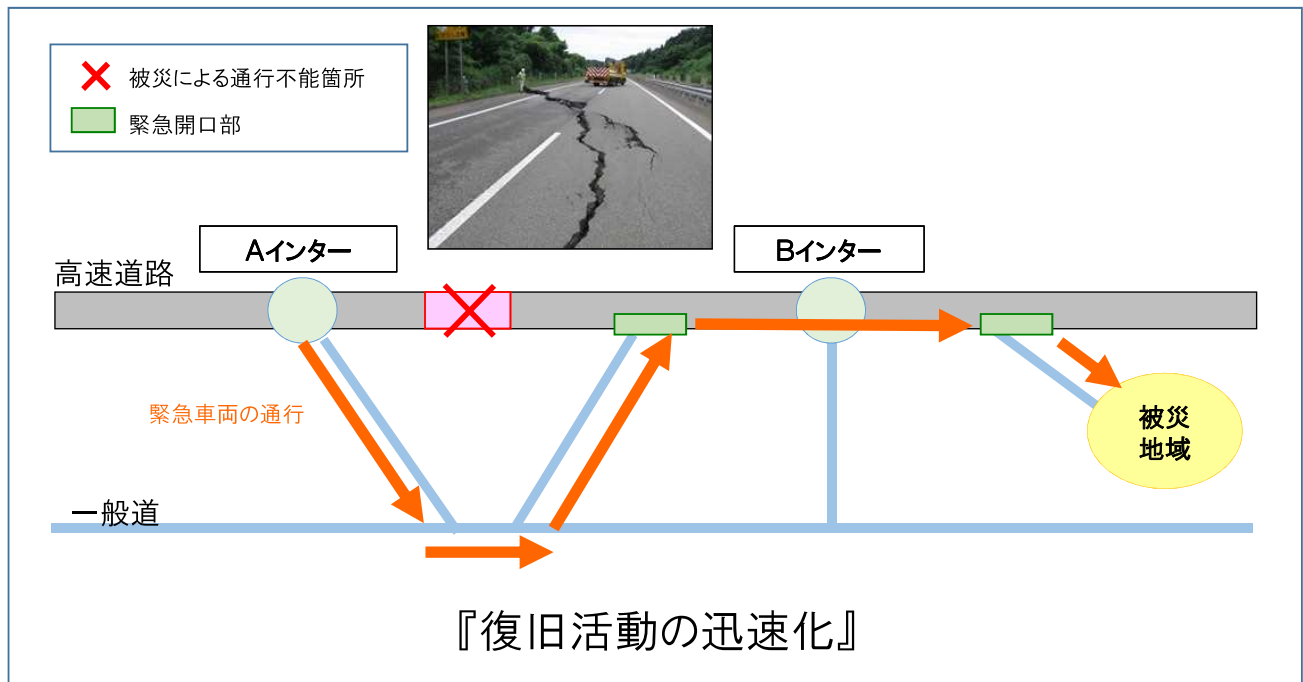 被災による通行不能箇所
緊急開口部
Aインター
Bインター
高速道路
緊急車両の通行
被災
地域
一般道
『復旧活動の迅速化』